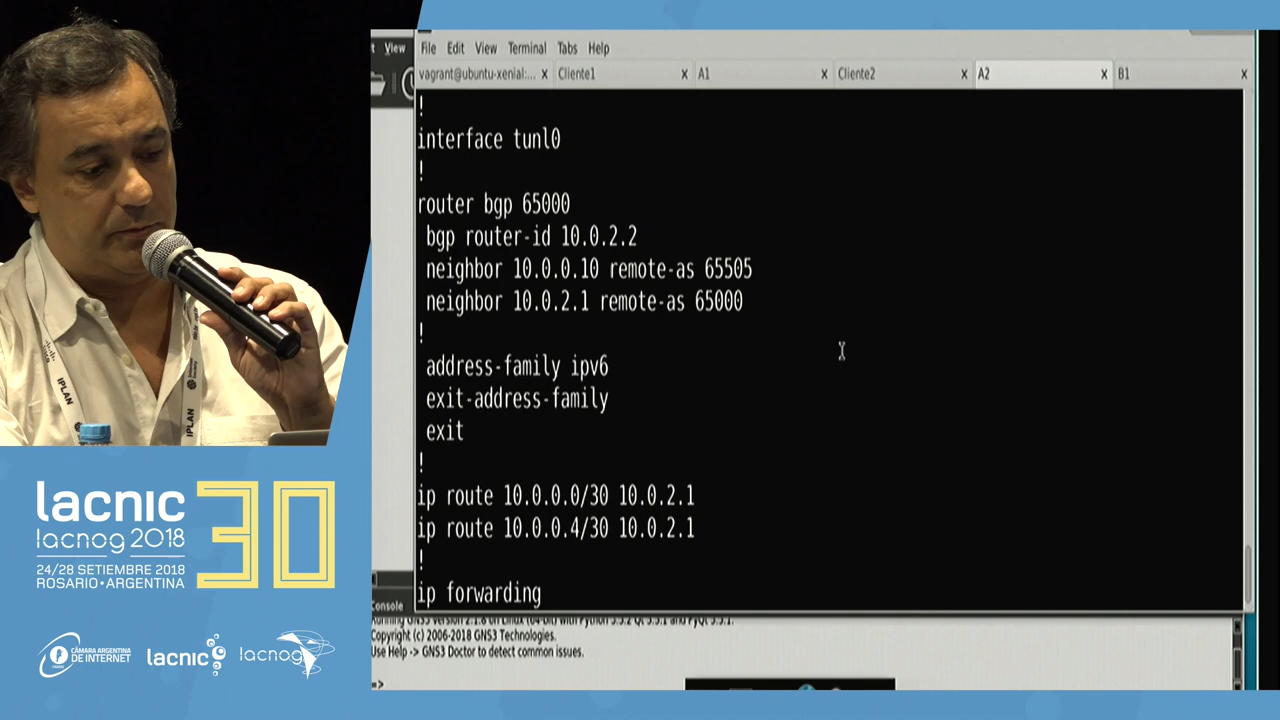 View
File Edit View Terminal Tabs Help
vagrant@ubuntu-xenial:... × Cliente1 × A1 × Cliente2 × A2 × B1 ×
!
interface tunl0
!
router bgp 65000
bgp router-id 10.0.2.2
neighbor 10.0.0.10 remote-as 65505
neighbor 10.0.2.1 remote-as 65000
!
address-family ipv6
exit-address-family
exit
!
ip route 10.0.0.0/30 10.0.2.1
ip route 10.0.0.4/30 10.0.2.1
!
ip forwarding
Console
Copyright (c) 2006-2018 GNS3 Technologies.
Use Help -> GNS3 Doctor to detect common issues.
=>
IPLAN
IPLAN
lacnic 30
lacnog 2018
24/28 SETIEMBRE 2018
ROSARIO•ARGENTINA
CÁMARA ARGENTINA
DE INTERNET
lacnic
lacnog